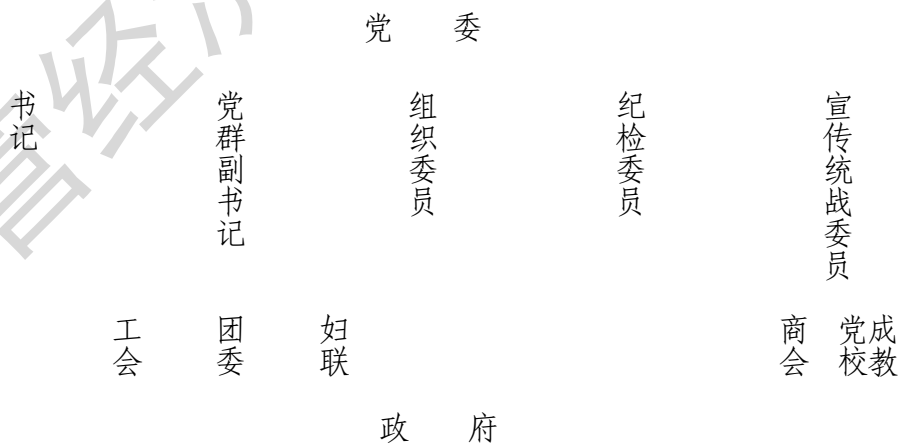 党 委
书记
党群副书记
组织委员
纪检委员
宣传统战委员
工会
团委
妇联
商会
党校
成教
政 府